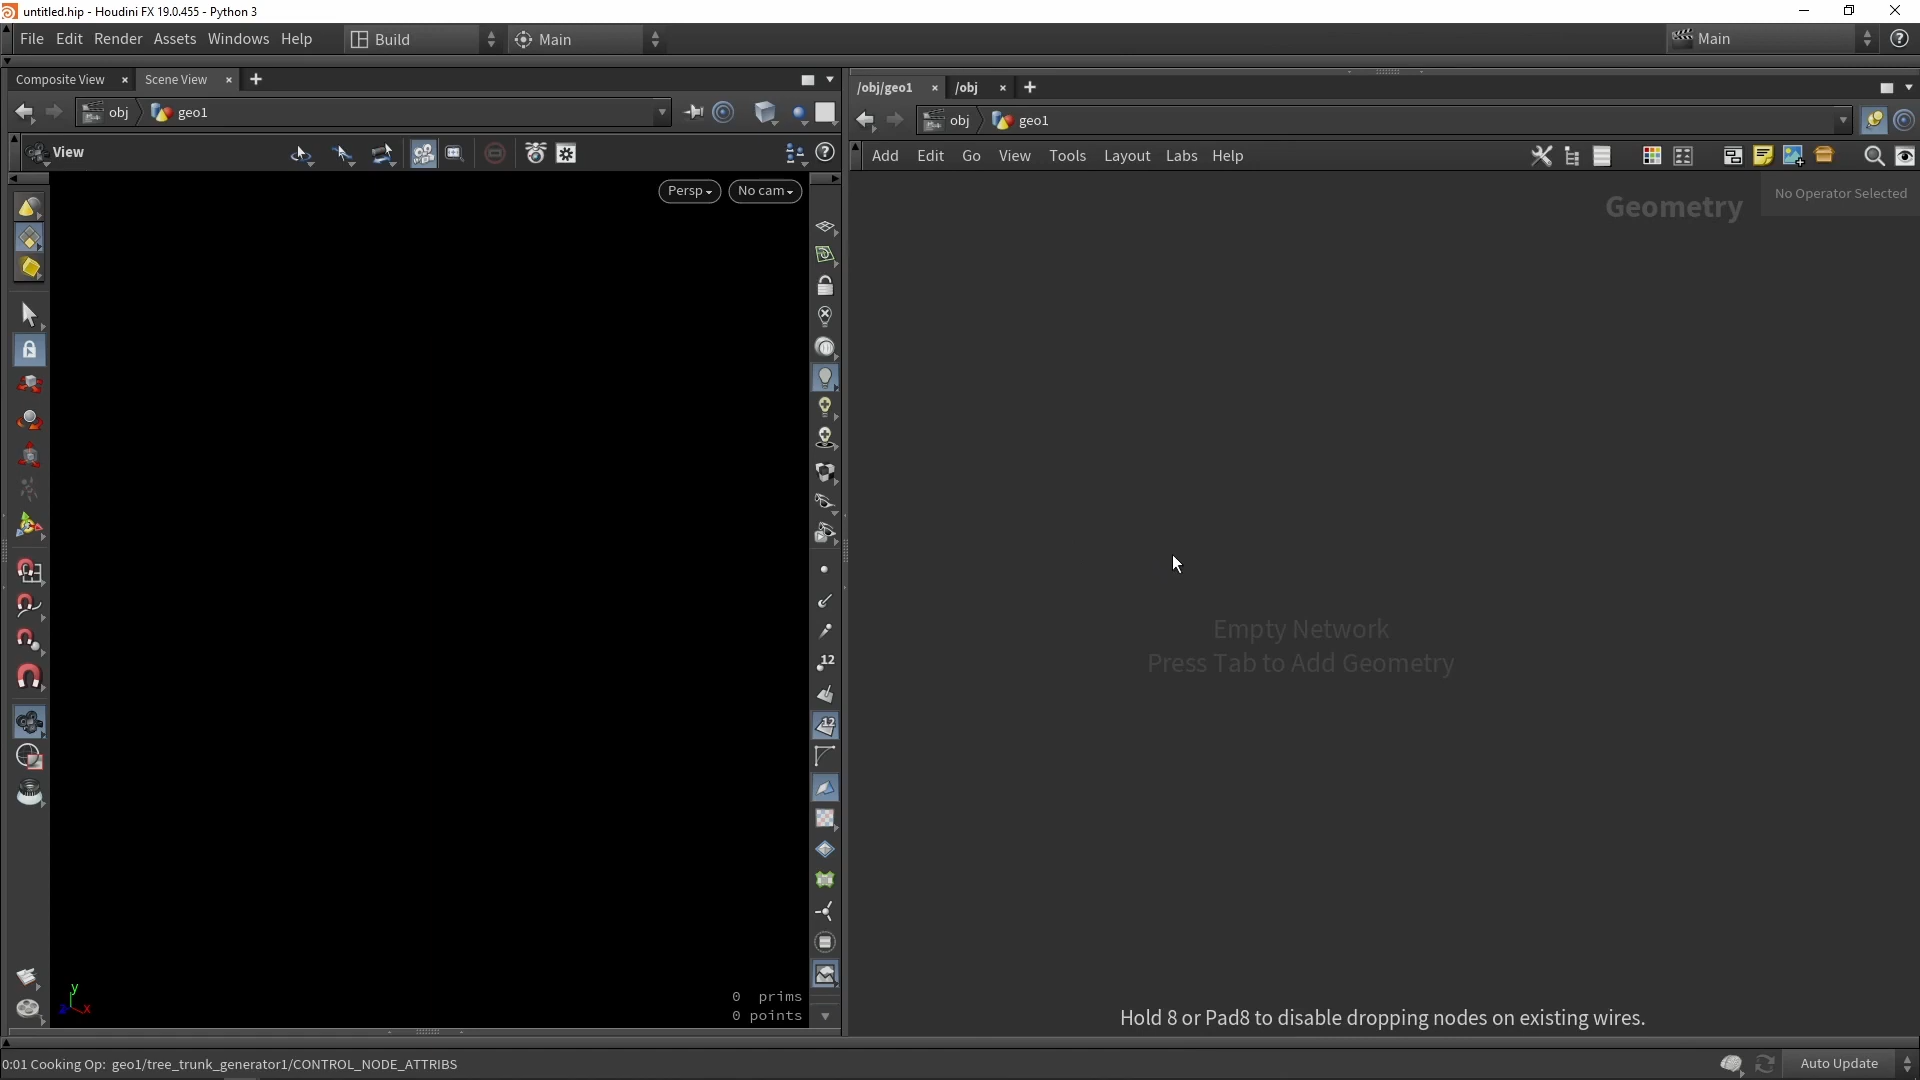 untitled.hip - Houdini FX 19.0.455 - Python 3
File Edit Render Assets Windows Help Build Main Main
Composite View Scene View
/obj/geo1 /obj
obj geo1
obj geo1
View
Add Edit Go View Tools Layout Labs Help
Persp No cam
Geometry No Operator Selected
12
12
Empty Network
Press Tab to Add Geometry
y
z x
0 prims
0 points
Hold 8 or Pad8 to disable dropping nodes on existing wires.
0:01 Cooking Op: geo1/tree_trunk_generator1/CONTROL_NODE_ATTRIBS
Auto Update